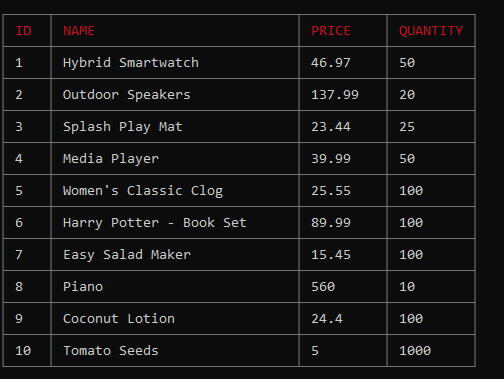 ID NAME PRICE QUANTITY
1 Hybrid Smartwatch 46.97 50
2 Outdoor Speakers 137.99 20
3 Splash Play Mat 23.44 25
4 Media Player 39.99 50
5 Women's Classic Clog 25.55 100
6 Harry Potter - Book Set 89.99 100
7 Easy Salad Maker 15.45 100
8 Piano 560 10
9 Coconut Lotion 24.4 100
10 Tomato Seeds 5 1000